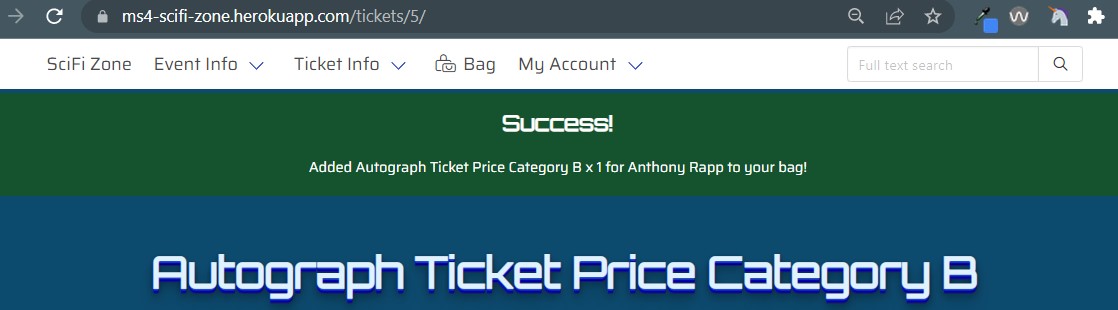 ms4-scifi-zone.herokuapp.com/tickets/5/
SciFi Zone Event Info Ticket Info Bag My Account Full text search
Success!
Added Autograph Ticket Price Category B x 1 for Anthony Rapp to your bag!
Autograph Ticket Price Category B